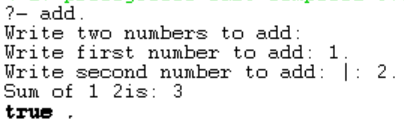 ?- add.
Write two numbers to add:
Write first number to add: 1.
Write second number to add: |: 2.
Sum of 1 2is: 3
true .